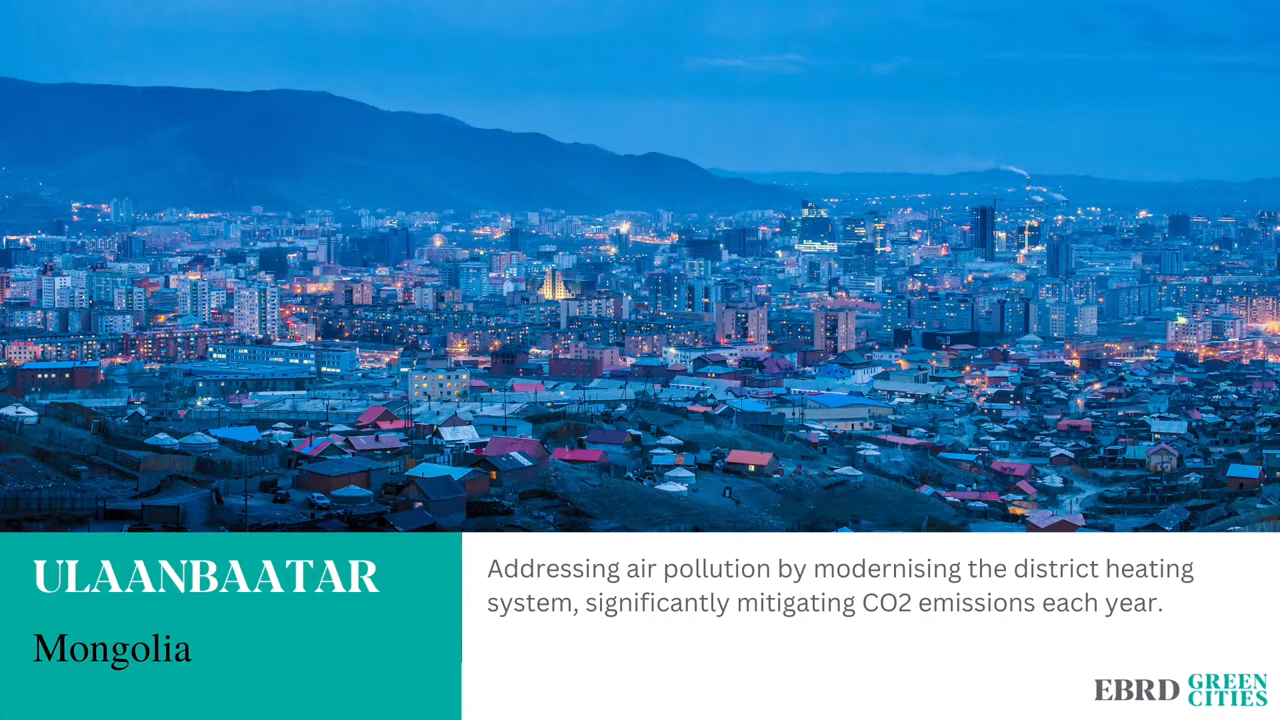 ULAANBAATAR
Mongolia
Addressing air pollution by modernising the district heating
system, significantly mitigating CO2 emissions each year.
EBRD GREEN
CITIES